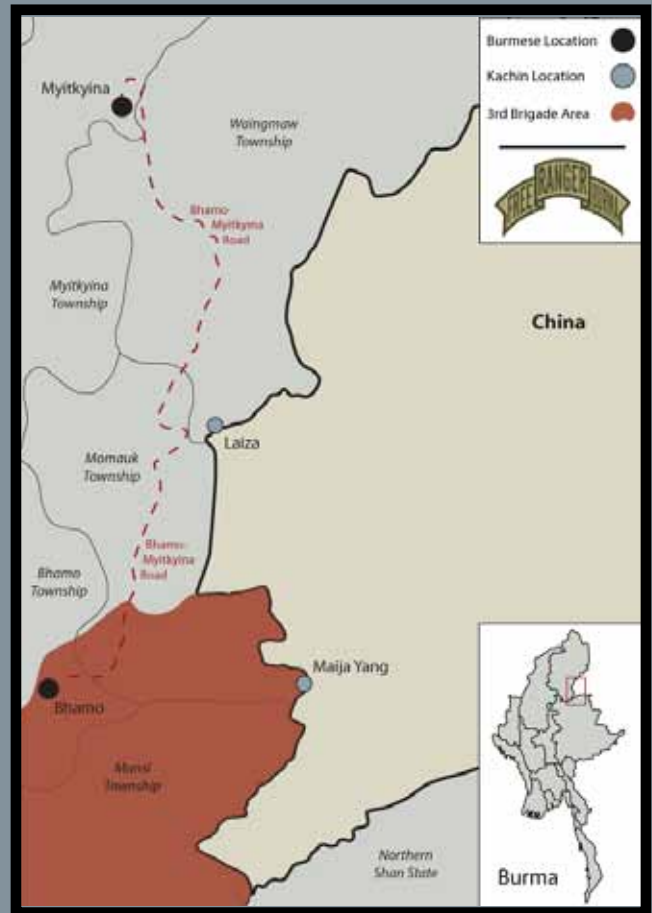 Burmese Location
Kachin Location
3rd Brigade Area
FREE RANGER BURMA
Myitkyina
Waingmaw
Township
Bhamo-
Myitkyina
Road
Myitkyina
Township
China
Laiza
Momauk
Township
Bhamo-
Myitkyina
Road
Bhamo
Township
Maija Yang
Bhamo
Mansi
Township
Northern
Shan State
Burma